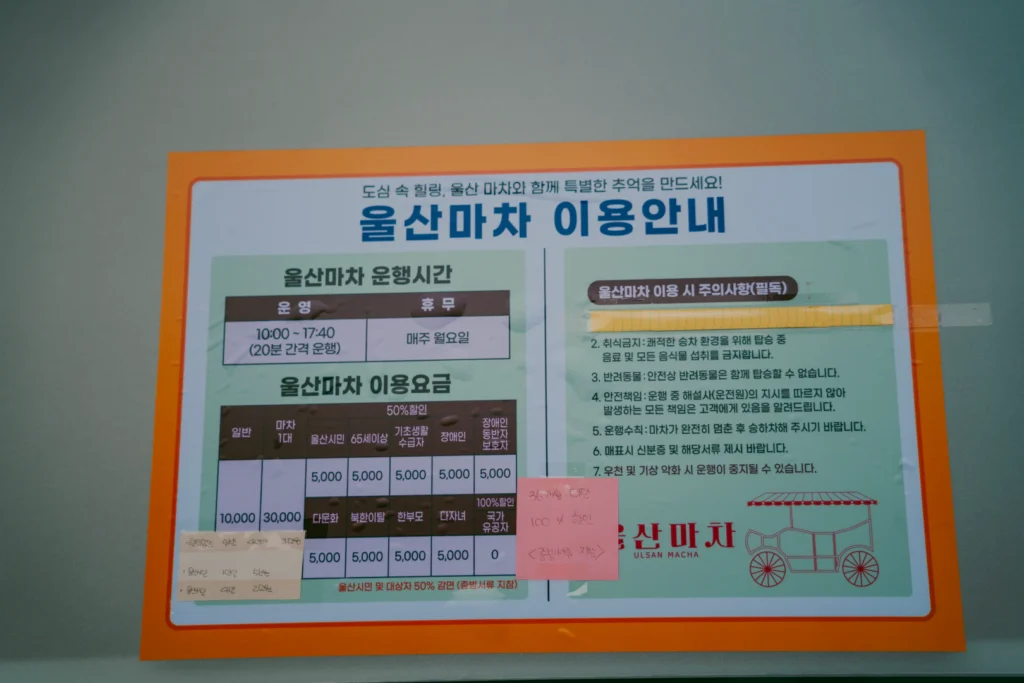 도심 속 힐링, 울산 마차와 함께 특별한 추억을 만드세요!
울산마차 이용안내
울산마차 운행시간
운 영 휴 무
10:00 ~ 17:40
(20분 간격 운행)
매주 월요일
울산마차 이용요금
일반
마차
1대
50%할인
울산시민 65세이상 기초생활
수급자
장애인
장애인
동반자
보호자
5,000 5,000 5,000 5,000 5,000
10,000 30,000
다문화 북한이탈 한부모 다자녀
100%할인
국가
유공자
5,000 5,000 5,000 5,000 0
울산시민 및 대상자 50% 감면 (증빙서류 지참)
36개월 미만
100 %
울산마차 이용 시 주의사항(필독)
2. 취식금지 : 쾌적한 승차 환경을 위해 탑승 중
음료 및 모든 음식물 섭취를 금지합니다.
3. 반려동물 : 안전상 반려동물은 함께 탑승할 수 없습니다.
4. 안전책임 : 운행 중 해설사(운전원)의 지시를 따르지 않아
발생하는 모든 책임은 고객에게 있음을 알려드립니다.
5. 운행수칙 : 마차가 완전히 멈춘 후 승하차해 주시기 바랍니다.
6. 매표시 신분증 및 해당서류 제시 바랍니다.
7. 우천 및 기상 악화 시 운행이 중지될 수 있습니다.
울산마차
ULSAN MACHA